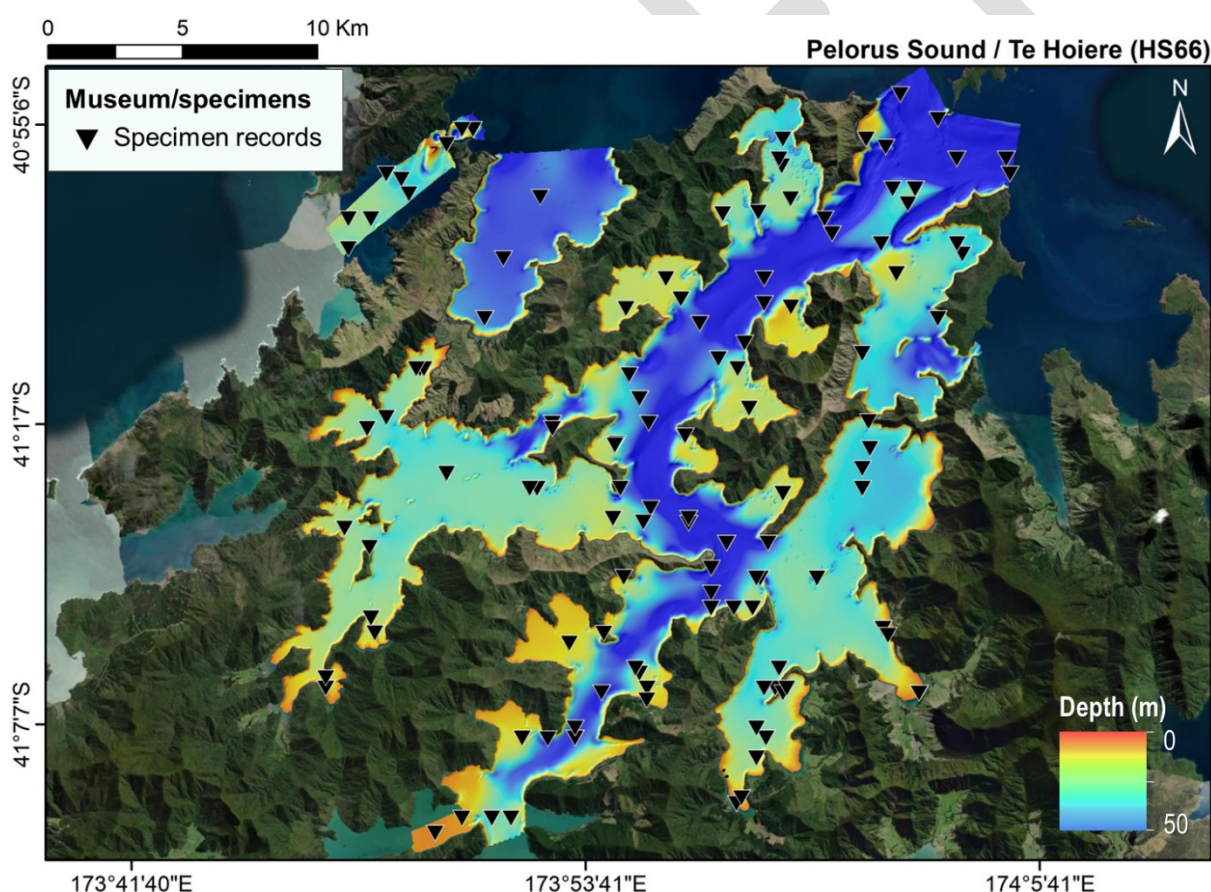 0 5 10 Km
Pelorus Sound / Te Hoiere (HS66)
Museum/specimens
Specimen records
N
40°55'6"S
41°1'7"S
41°7'7"S
Depth (m)
0
50
173°41'40"E 173°53'41"E 174°5'41"E